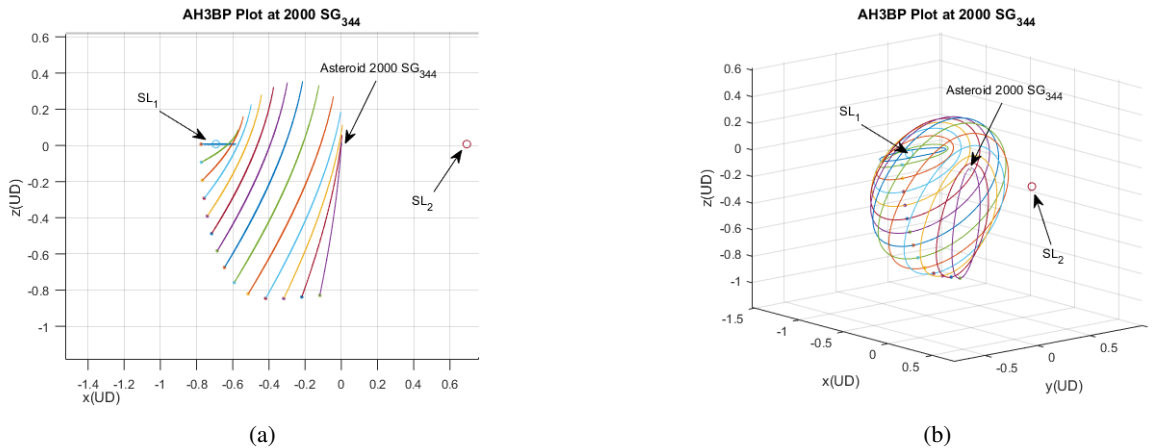 AH3BP Plot at 2000 SG344
0.6
0.4
0.2
0
-0.2
-0.4
-0.6
-0.8
-1
z(UD)
SL1
Asteroid 2000 SG344
SL2
-1.4 -1.2 -1 -0.8 -0.6 -0.4 -0.2 0 0.2 0.4 0.6
x(UD)
(a)
AH3BP Plot at 2000 SG344
0.6
0.4
0.2
0
-0.2
-0.4
-0.6
-0.8
-1
z(UD)
Asteroid 2000 SG344
SL1
SL2
-1.5
-1
-0.5
0
0.5
x(UD)
-0.5
0
0.5
y(UD)
(b)